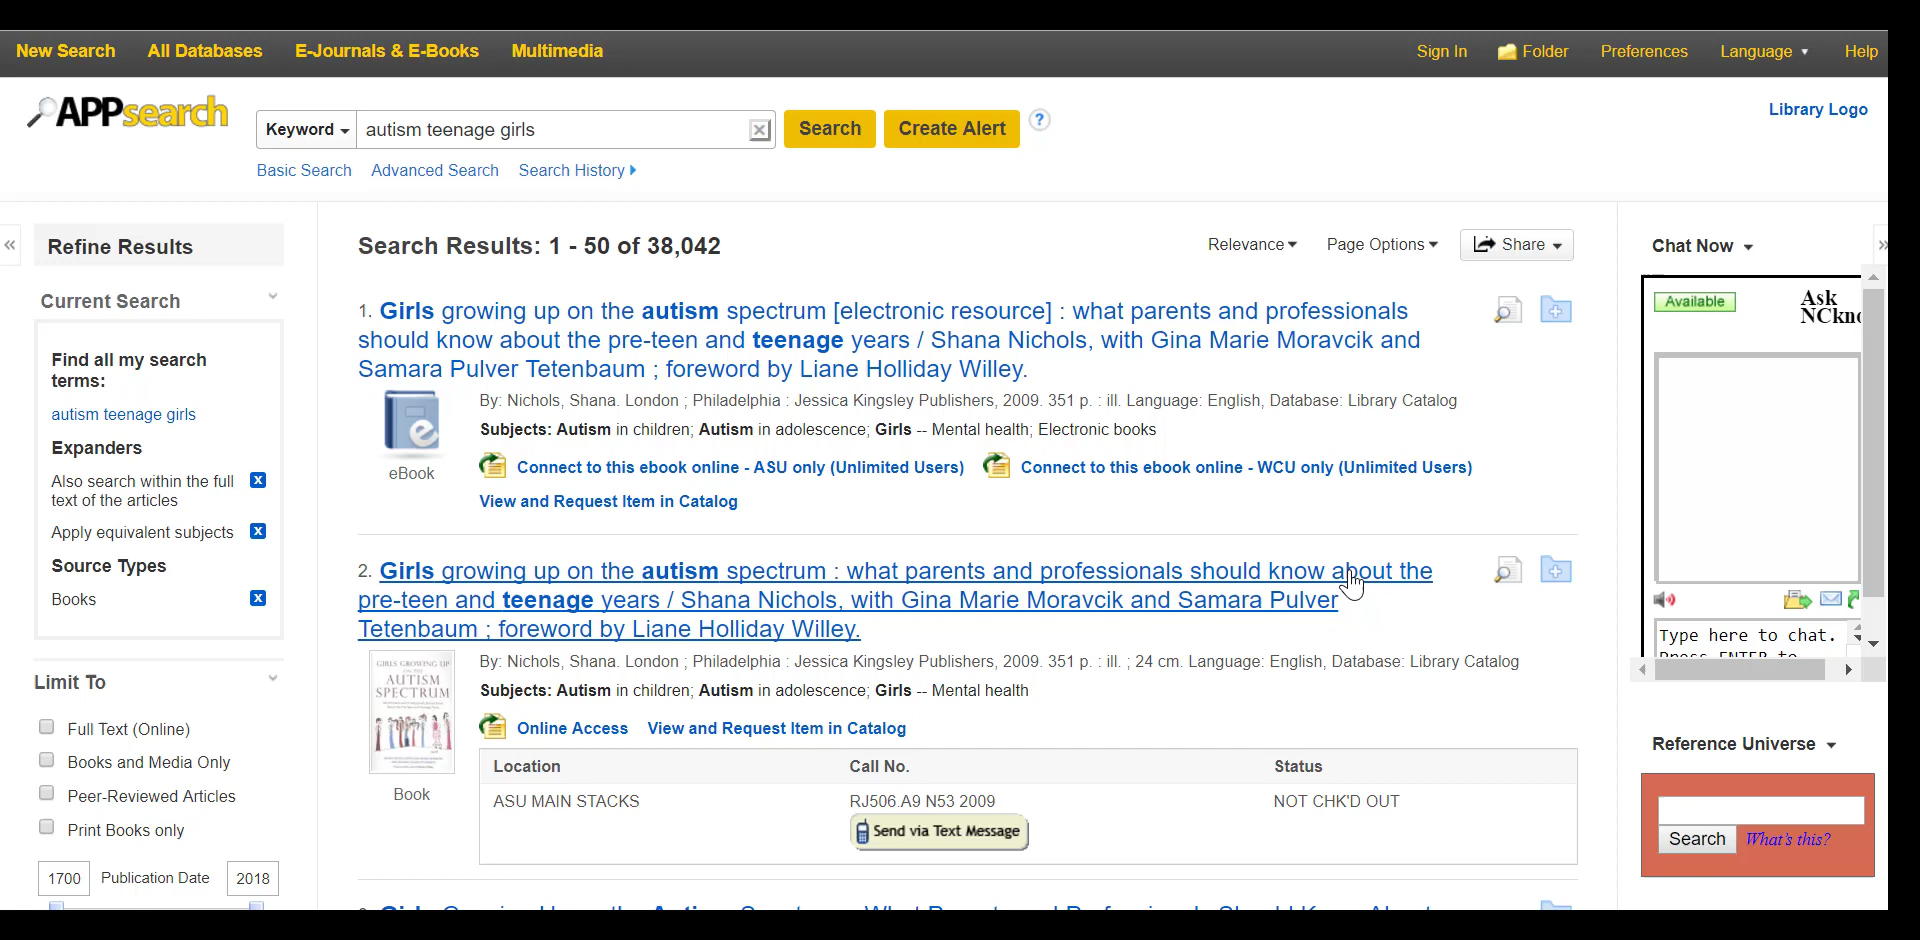 New Search All Databases E-Journals & E-Books Multimedia Sign In Folder Preferences Language Help
APPsearch
Keyword autism teenage girls Search Create Alert ?
Library Logo
Basic Search Advanced Search Search History
Refine Results
Current Search
Find all my search
terms:
autism teenage girls
Expanders
Also search within the full
text of the articles
Apply equivalent subjects
Source Types
Books
Limit To
Full Text (Online)
Books and Media Only
Peer-Reviewed Articles
Print Books only
1700 Publication Date 2018
Search Results: 1 - 50 of 38,042
Relevance Page Options Share
1. Girls growing up on the autism spectrum [electronic resource] : what parents and professionals
should know about the pre-teen and teenage years / Shana Nichols, with Gina Marie Moravcik and
Samara Pulver Tetenbaum ; foreword by Liane Holliday Willey.
eBook
By: Nichols, Shana. London ; Philadelphia : Jessica Kingsley Publishers, 2009. 351 p. : ill. Language: English, Database: Library Catalog
Subjects: Autism in children; Autism in adolescence; Girls -- Mental health; Electronic books
Connect to this ebook online - ASU only (Unlimited Users) Connect to this ebook online - WCU only (Unlimited Users)
View and Request Item in Catalog
2. Girls growing up on the autism spectrum : what parents and professionals should know about the
pre-teen and teenage years / Shana Nichols, with Gina Marie Moravcik and Samara Pulver
Tetenbaum ; foreword by Liane Holliday Willey.
GIRLS GROWING UP
ON THE
AUTISM
SPECTRUM
Book
By: Nichols, Shana. London ; Philadelphia : Jessica Kingsley Publishers, 2009. 351 p. : ill. ; 24 cm. Language: English, Database: Library Catalog
Subjects: Autism in children; Autism in adolescence; Girls -- Mental health
Online Access View and Request Item in Catalog
Location Call No. Status
ASU MAIN STACKS RJ506.A9 N53 2009 NOT CHK'D OUT
Send via Text Message
Chat Now
Available
Ask
Type here to chat.
Press ENTER to
Reference Universe
Search What's this?